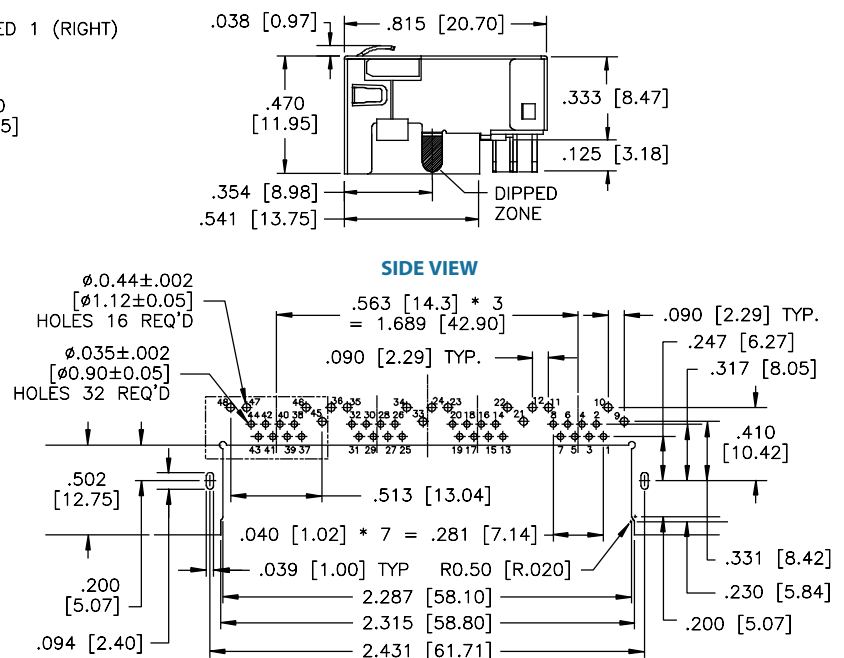 ED 1 (RIGHT)
.038 [0.97]
.815 [20.70]
.470
[11.95]
.333 [8.47]
.125 [3.18]
.354 [8.98]
.541 [13.75]
DIPPED
ZONE
SIDE VIEW
ø.0.44±.002
[ø1.12±0.05]
HOLES 16 REQ'D
.563 [14.3] * 3
= 1.689 [42.90]
.090 [2.29] TYP.
.247 [6.27]
.317 [8.05]
ø.035±.002
[ø0.90±0.05]
HOLES 32 REQ'D
.090 [2.29] TYP.
48 47 46 36 35 34 24 23 22 12 11 10
44 42 40 38 45 32 30 28 26 33 20 18 16 14 21 8 6 4 2 9
43 41 39 37 31 29 27 25 19 17 15 13 7 5 3 1
.410
[10.42]
.502
[12.75]
.513 [13.04]
.040 [1.02] * 7 = .281 [7.14]
.039 [1.00] TYP
R0.50 [R.020]
.331 [8.42]
.230 [5.84]
.200 [5.07]
.200
[5.07]
2.287 [58.10]
2.315 [58.80]
.094 [2.40]
2.431 [61.71]